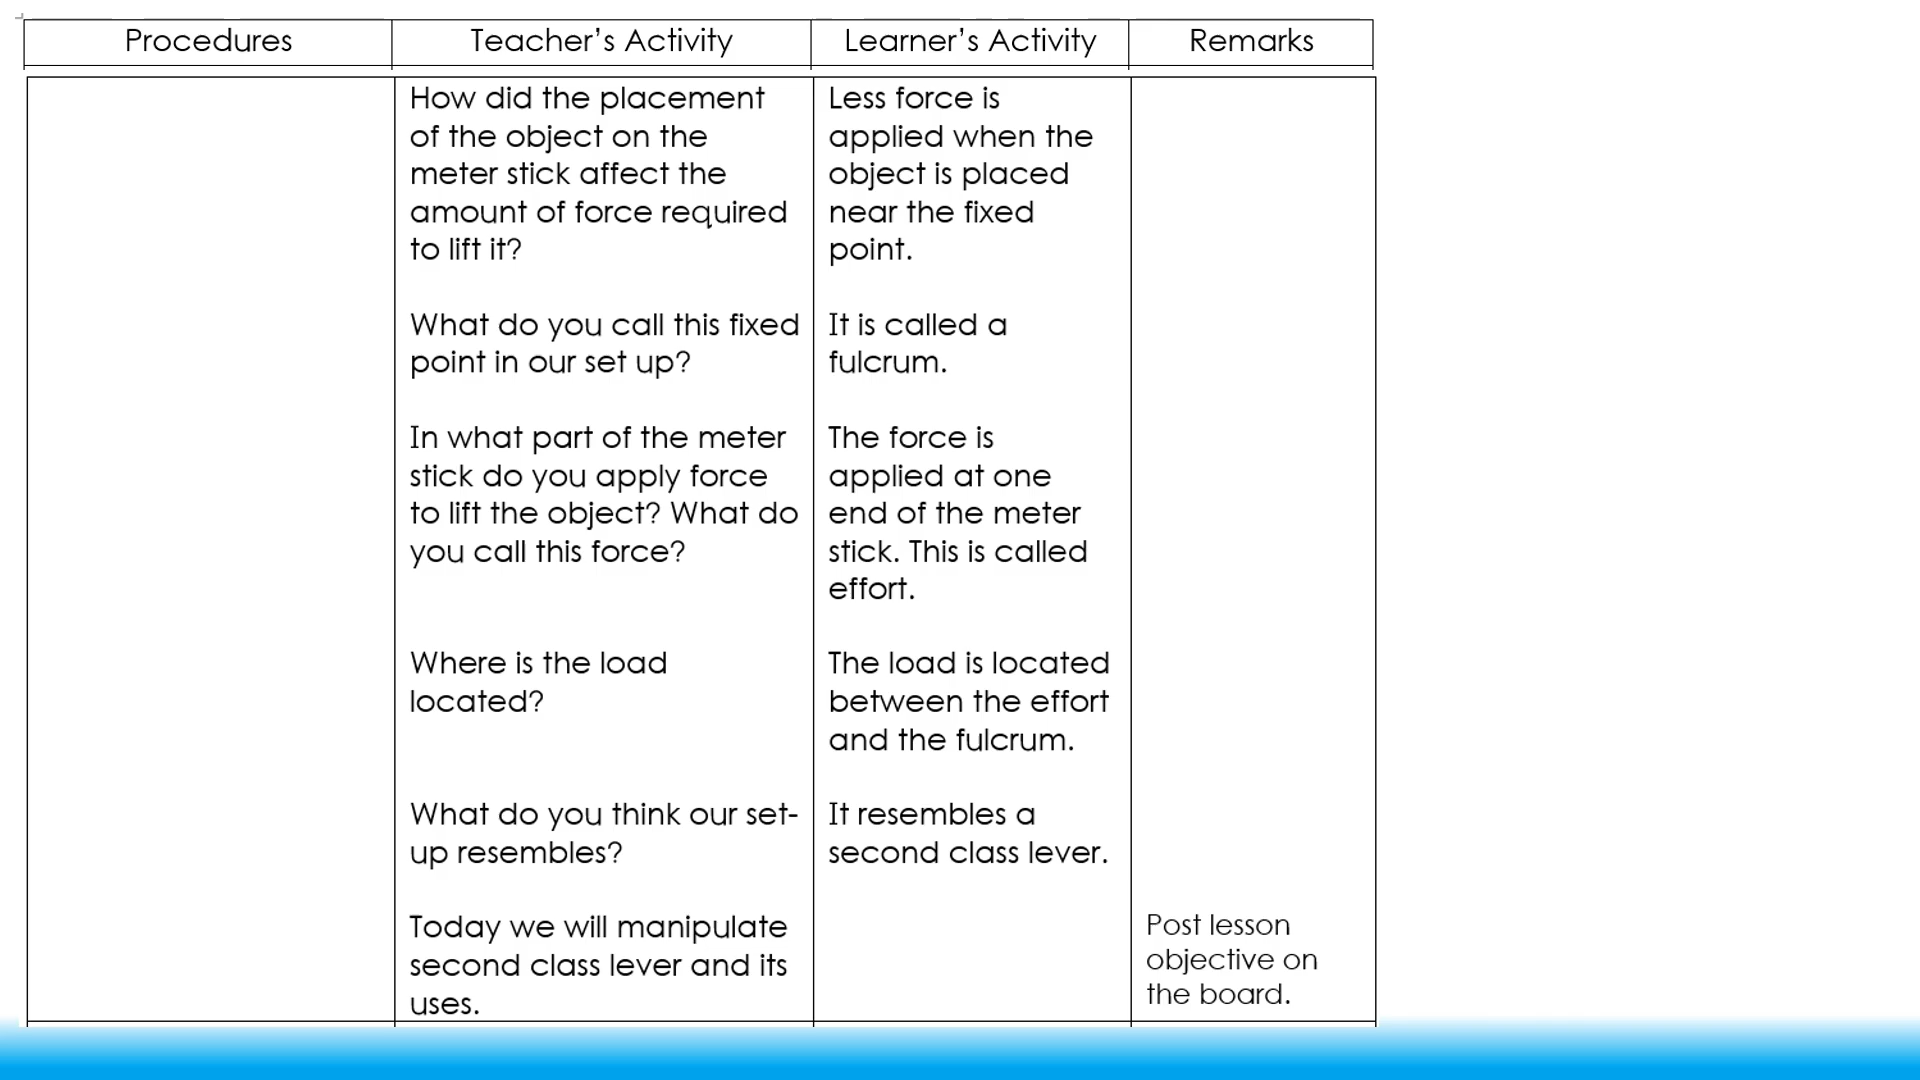 Procedures
Teacher's Activity
Learner's Activity
Remarks
How did the placement
of the object on the
meter stick affect the
amount of force required
to lift it?
Less force is
applied when the
object is placed
near the fixed
point.
What do you call this fixed
point in our set up?
It is called a
fulcrum.
In what part of the meter
stick do you apply force
to lift the object? What do
you call this force?
The force is
applied at one
end of the meter
stick. This is called
effort.
Where is the load
located?
The load is located
between the effort
and the fulcrum.
What do you think our set-
up resembles?
It resembles a
second class lever.
Today we will manipulate
second class lever and its
uses.
Post lesson
objective on
the board.